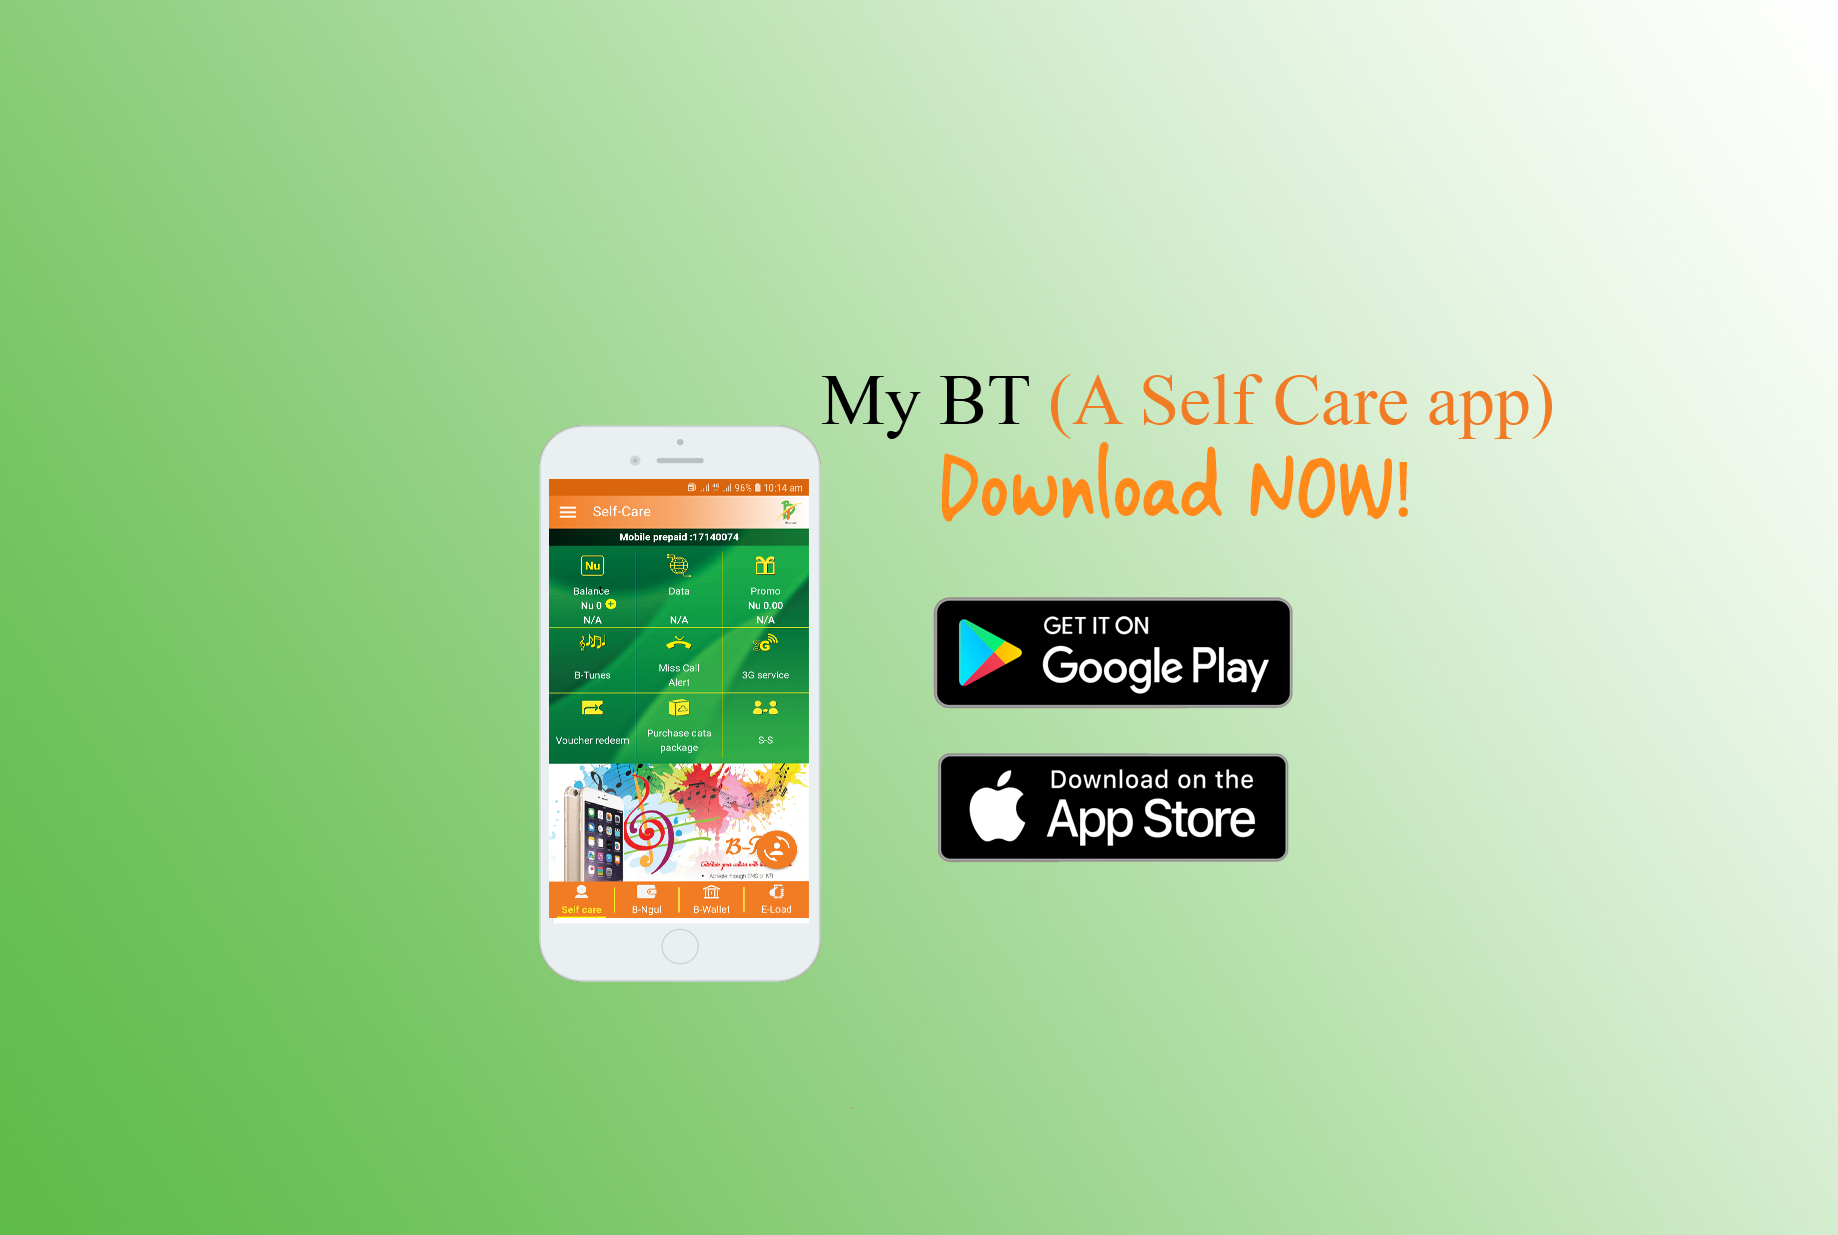 My BT (A Self Care app)
Download NOW!
GET IT ON
Google Play
Download on the
App Store
4G 96% 10:14 am
Self-Care
Mobile prepaid :17140074
Nu
Balance Data Promo
Nu 0 Nu 0.00
N/A N/A N/A
3G
B-Tunes Miss Call Alert 3G service
Voucher redeem Purchase data package S-S
Self care B-Ngul B-Wallet E-Load